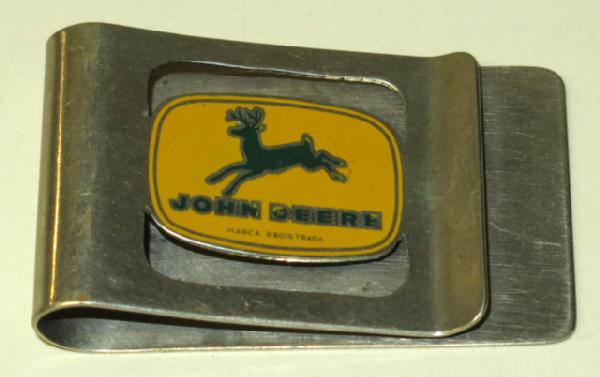 JOHN DEERE
MARCA REGISTRADA